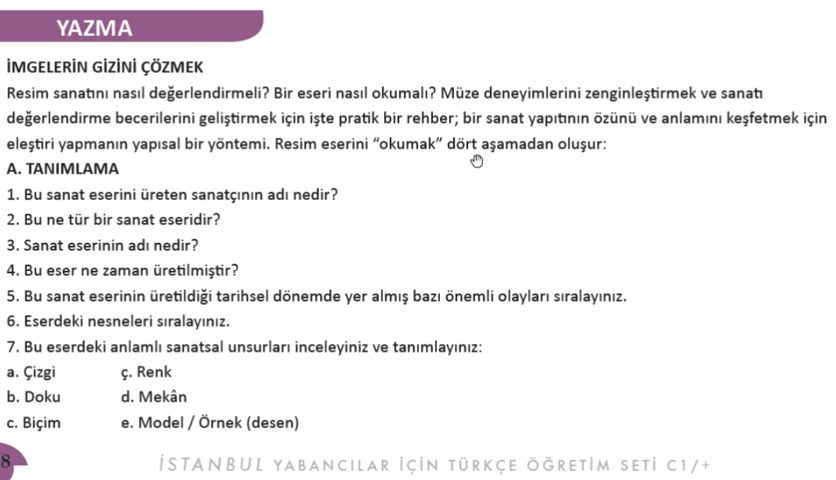 YAZMA
İMGELERİN GİZİNİ ÇÖZMEK
Resim sanatını nasıl değerlendirmeli? Bir eseri nasıl okumalı? Müze deneyimlerini zenginleştirmek ve sanatı
değerlendirme becerilerini geliştirmek için işte pratik bir rehber; bir sanat yapıtının özünü ve anlamını keşfetmek için
eleştiri yapmanın yapısal bir yöntemi. Resim eserini “okumak” dört aşamadan oluşur:
A. TANIMLAMA
1. Bu sanat eserini üreten sanatçının adı nedir?
2. Bu ne tür bir sanat eseridir?
3. Sanat eserinin adı nedir?
4. Bu eser ne zaman üretilmiştir?
5. Bu sanat eserinin üretildiği tarihsel dönemde yer almış bazı önemli olayları sıralayınız.
6. Eserdeki nesneleri sıralayınız.
7. Bu eserdeki anlamlı sanatsal unsurları inceleyiniz ve tanımlayınız:
a. Çizgi ç. Renk
b. Doku d. Mekân
c. Biçim e. Model / Örnek (desen)
8 İSTANBUL YABANCILAR İÇİN TÜRKÇE ÖĞRETİM SETİ C1/+